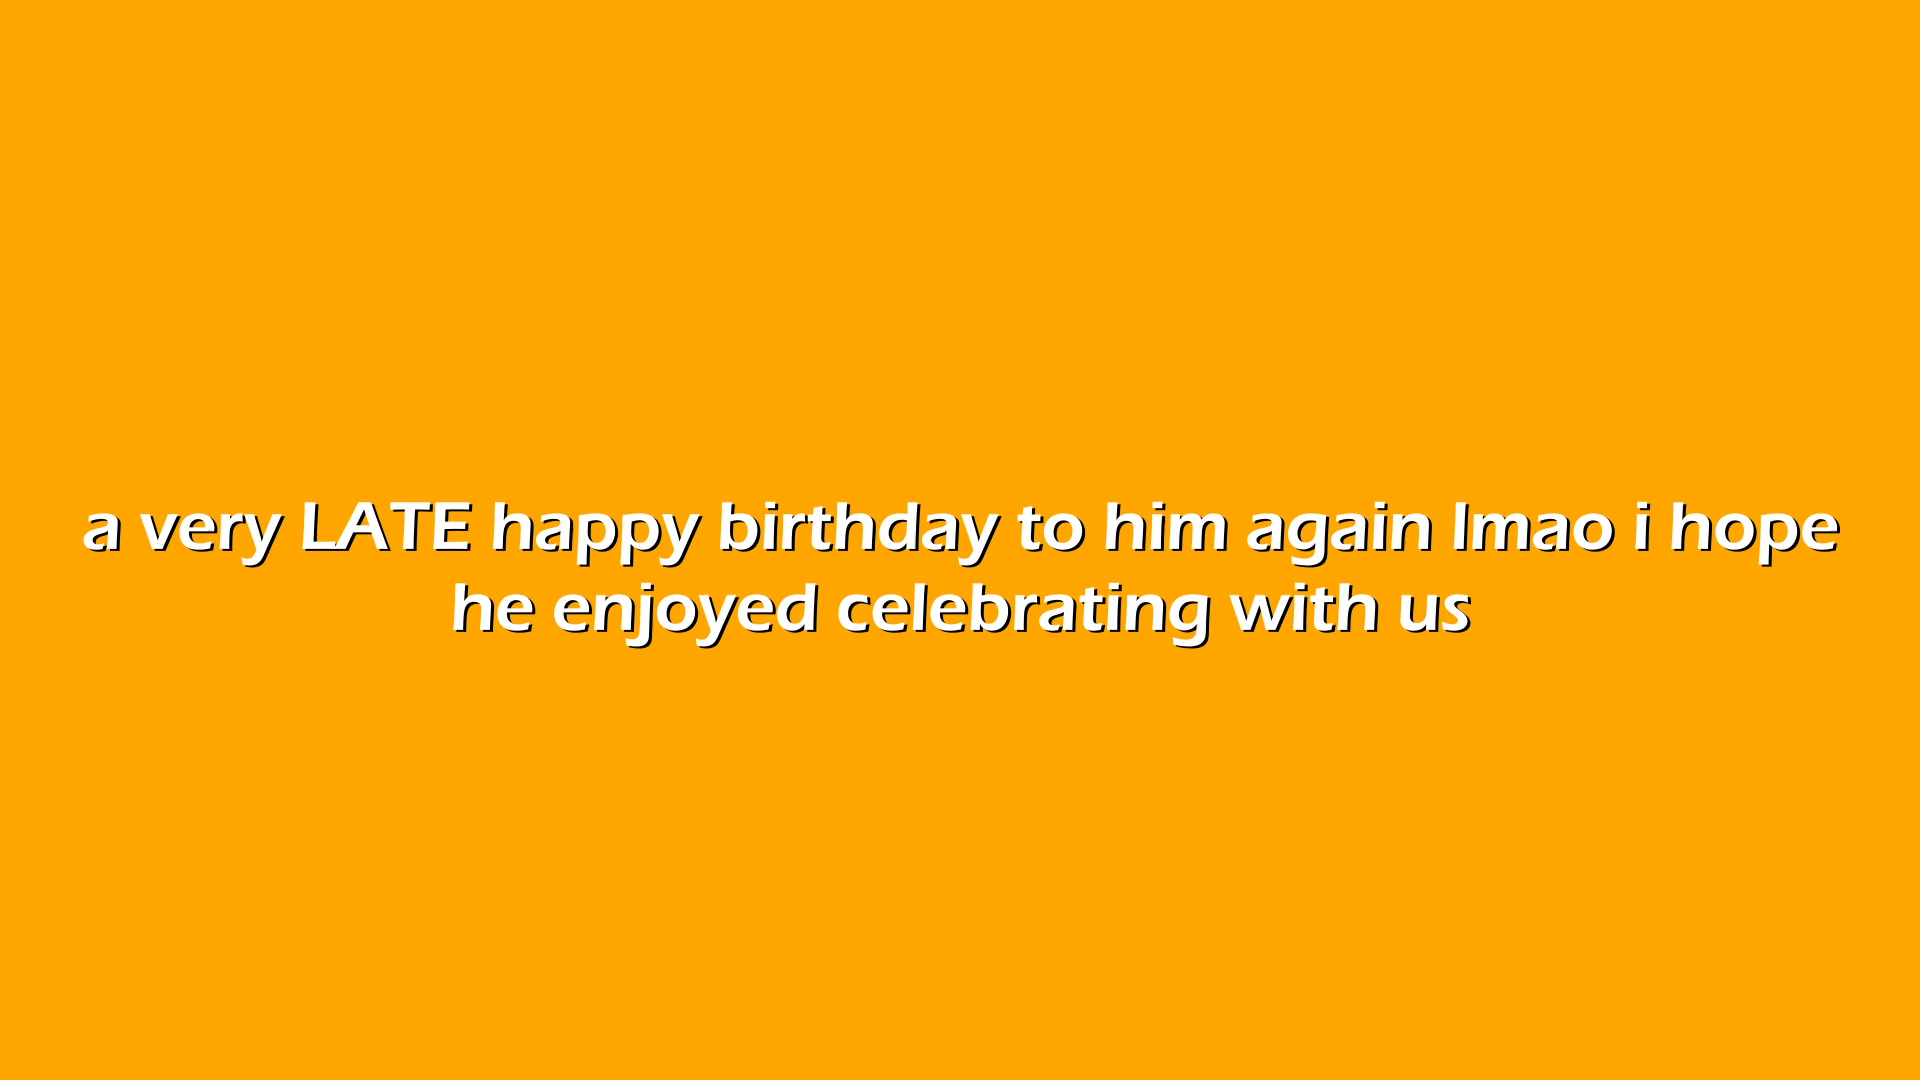 a very LATE happy birthday to him again lmao i hope
he enjoyed celebrating with us